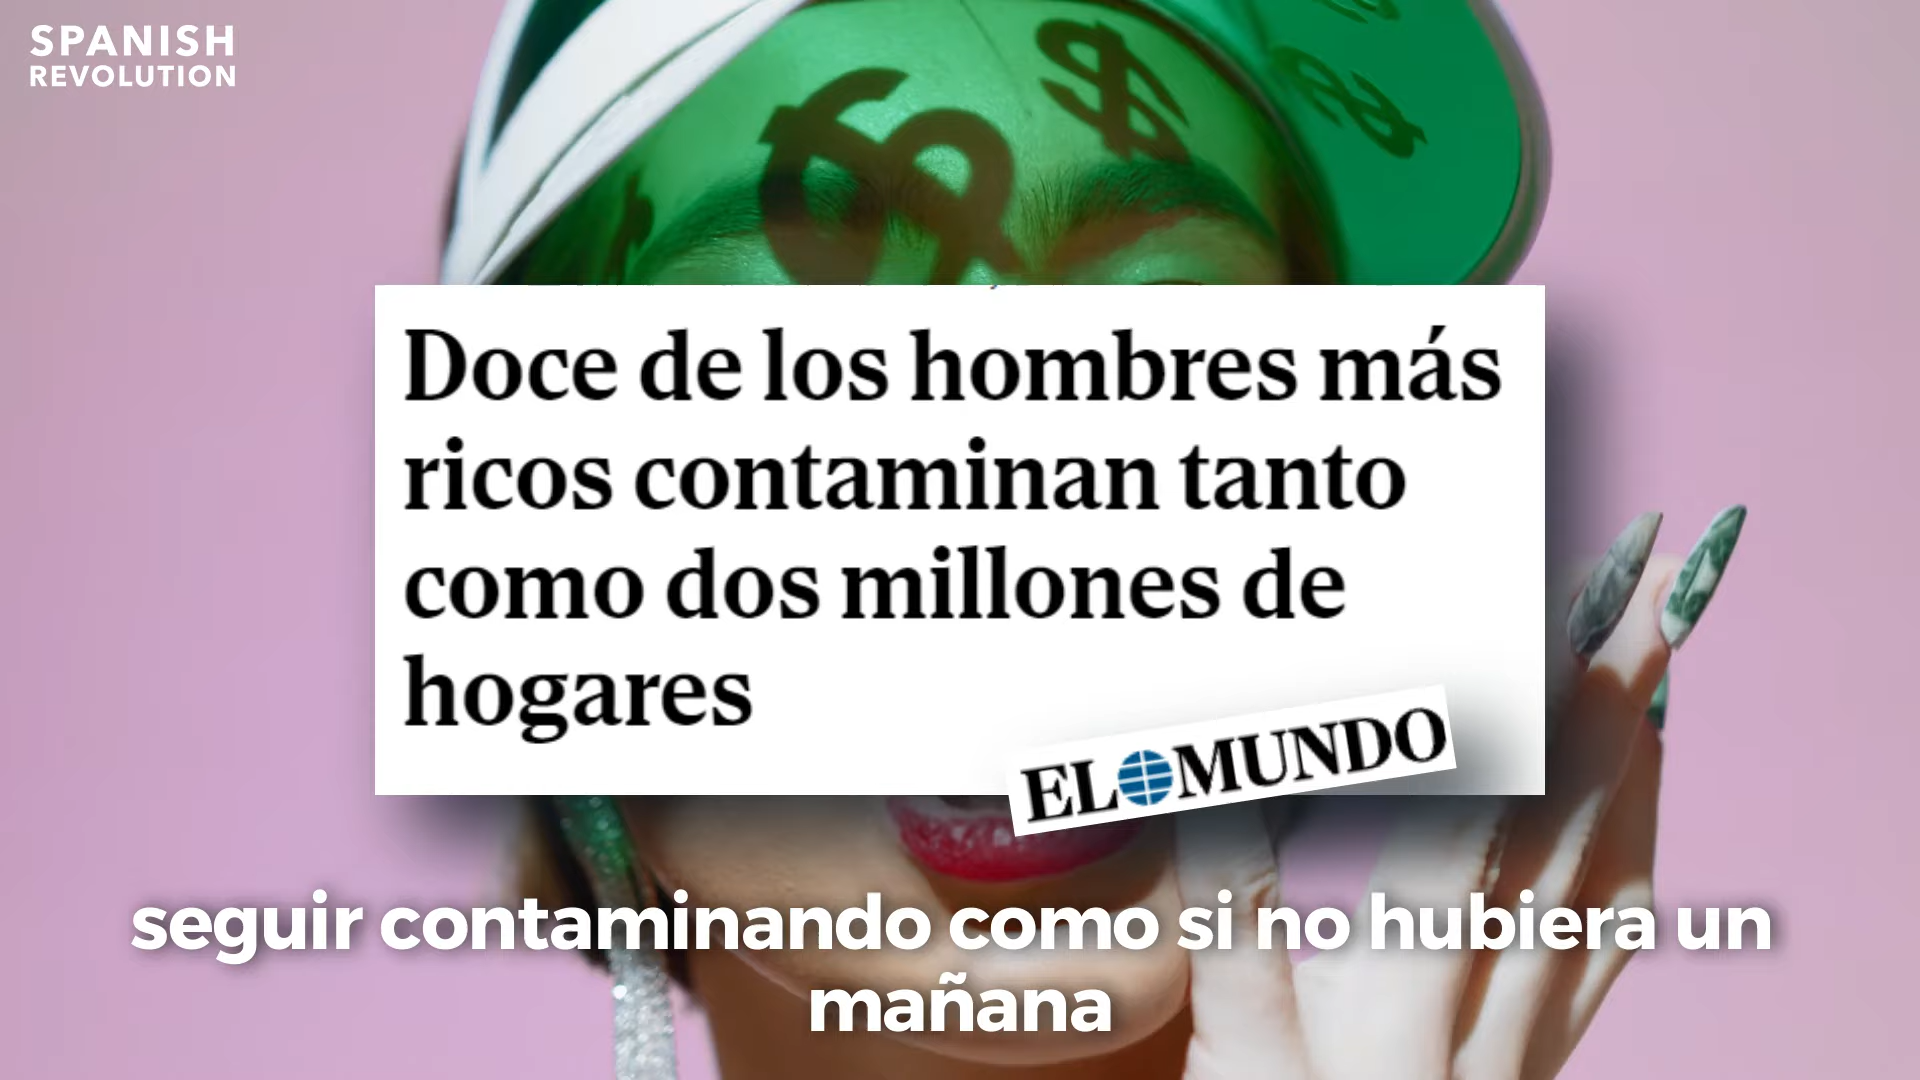 SPANISH
REVOLUTION
$ $
Doce de los hombres más
ricos contaminan tanto
como dos millones de
hogares
EL MUNDO
seguir contaminando como si no hubiera un
mañana